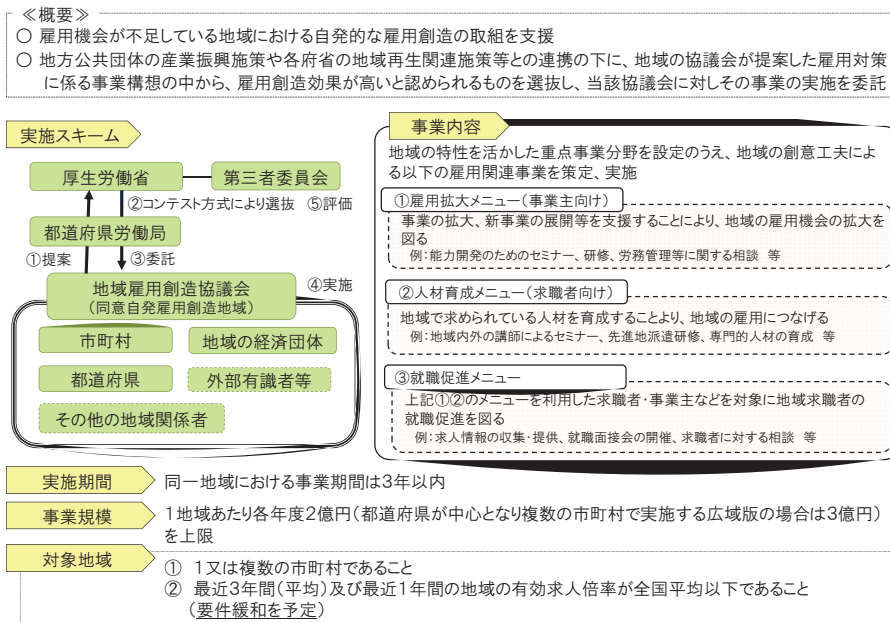 ≪概要≫
○ 雇用機会が不足している地域における自発的な雇用創造の取組を支援
○ 地方公共団体の産業振興施策や各府省の地域再生関連施策等との連携の下に、地域の協議会が提案した雇用対策
に係る事業構想の中から、雇用創造効果が高いと認められるものを選抜し、当該協議会に対しその事業の実施を委託
実施スキーム
厚生労働省
第三者委員会
②コンテスト方式により選抜 ⑤評価
都道府県労働局
①提案
③委託
地域雇用創造協議会
(同意自発雇用創造地域)
④実施
市町村
地域の経済団体
都道府県
外部有識者等
その他の地域関係者
事業内容
地域の特性を活かした重点事業分野を設定のうえ、地域の創意工夫によ
る以下の雇用関連事業を策定、実施
①雇用拡大メニュー(事業主向け)
事業の拡大、新事業の展開等を支援することにより、地域の雇用機会の拡大を
図る
例:能力開発のためのセミナー、研修、労務管理等に関する相談 等
②人材育成メニュー(求職者向け)
地域で求められている人材を育成することより、地域の雇用につなげる
例:地域内外の講師によるセミナー、先進地派遣研修、専門的人材の育成 等
③就職促進メニュー
上記①②のメニューを利用した求職者・事業主などを対象に地域求職者の
就職促進を図る
例:求人情報の収集・提供、就職面接会の開催、求職者に対する相談 等
実施期間
同一地域における事業期間は3年以内
事業規模
1地域あたり各年度2億円(都道府県が中心となり複数の市町村で実施する広域版の場合は3億円)
を上限
対象地域
① 1又は複数の市町村であること
② 最近3年間(平均)及び最近1年間の地域の有効求人倍率が全国平均以下であること
(要件緩和を予定)